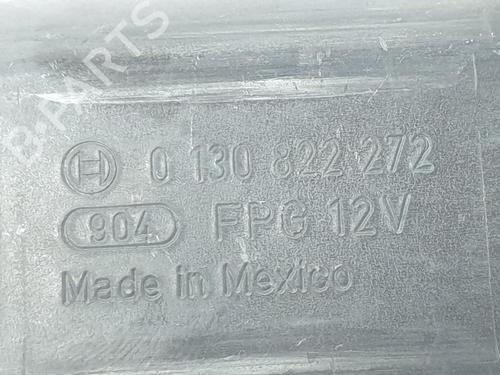 B-PARTS
0 130 822 272
904 FPG 12V
Made in Mexico